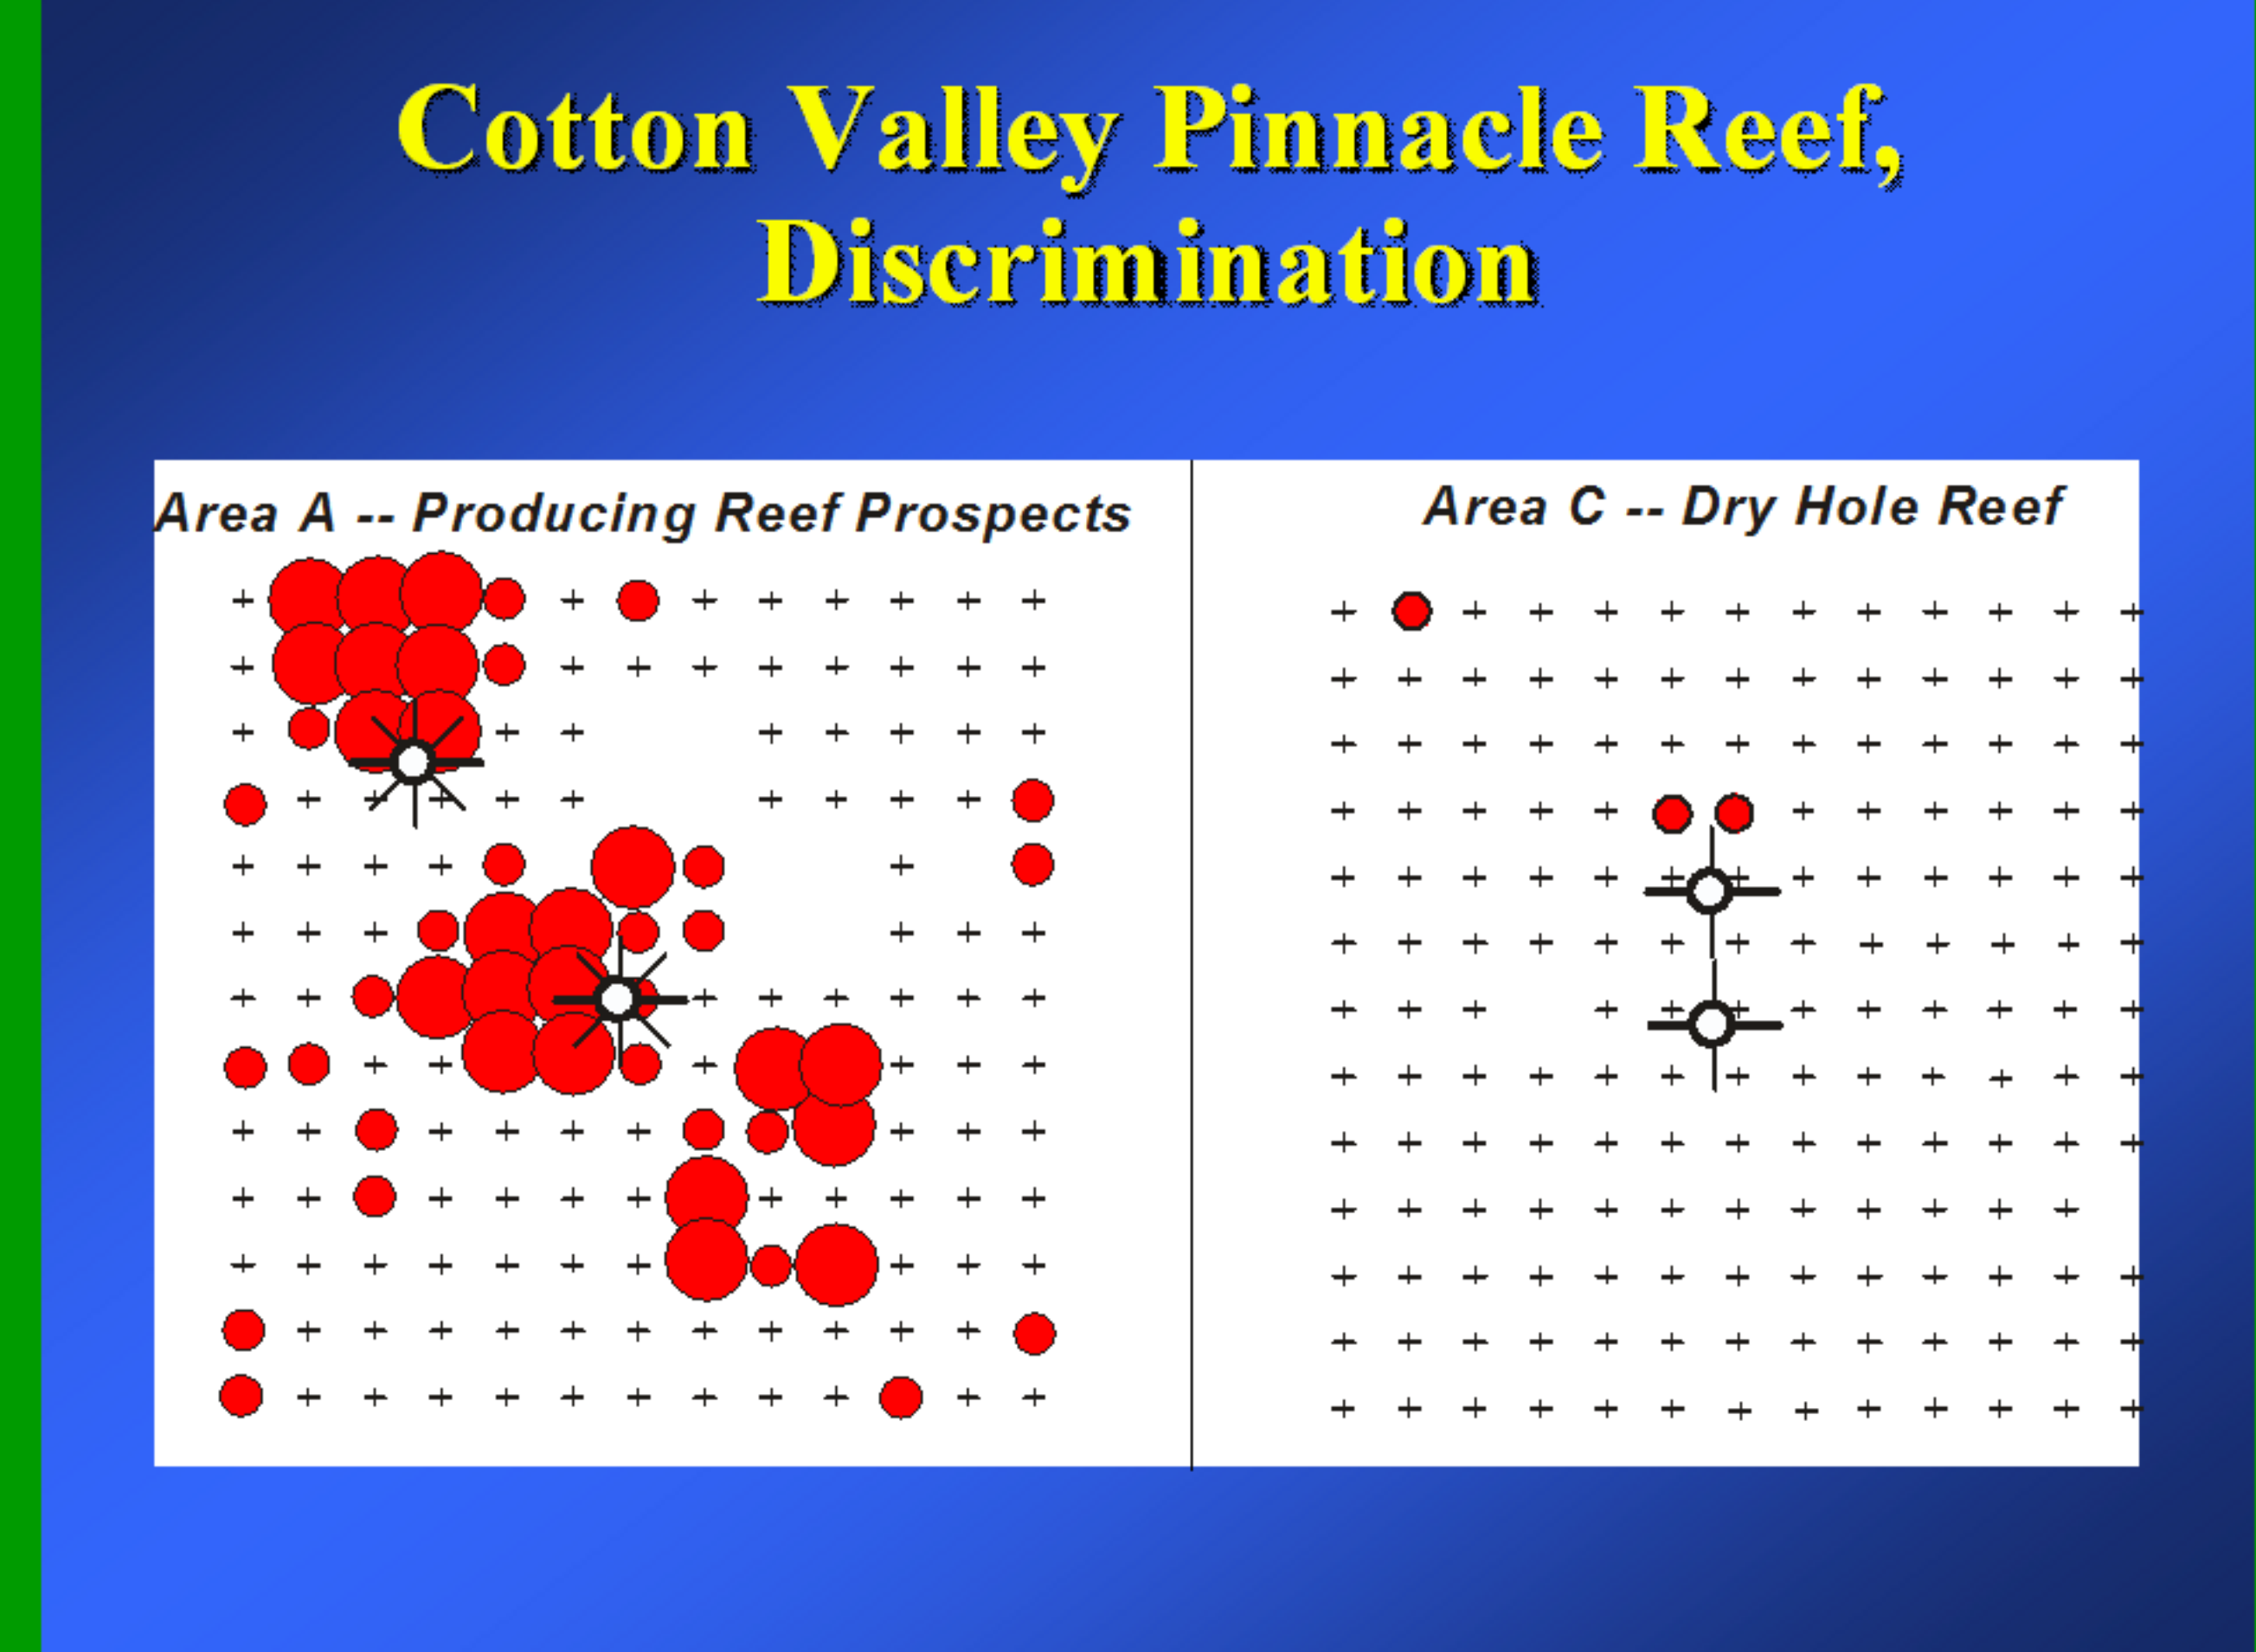 Cotton Valley Pinnacle Reef,
Discrimination
Area A -- Producing Reef Prospects
Area C -- Dry Hole Reef